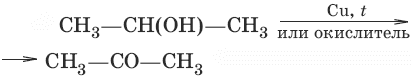 CH₃—CH(OH)—CH₃ Cu, t
или окислитель
CH₃—CO—CH₃